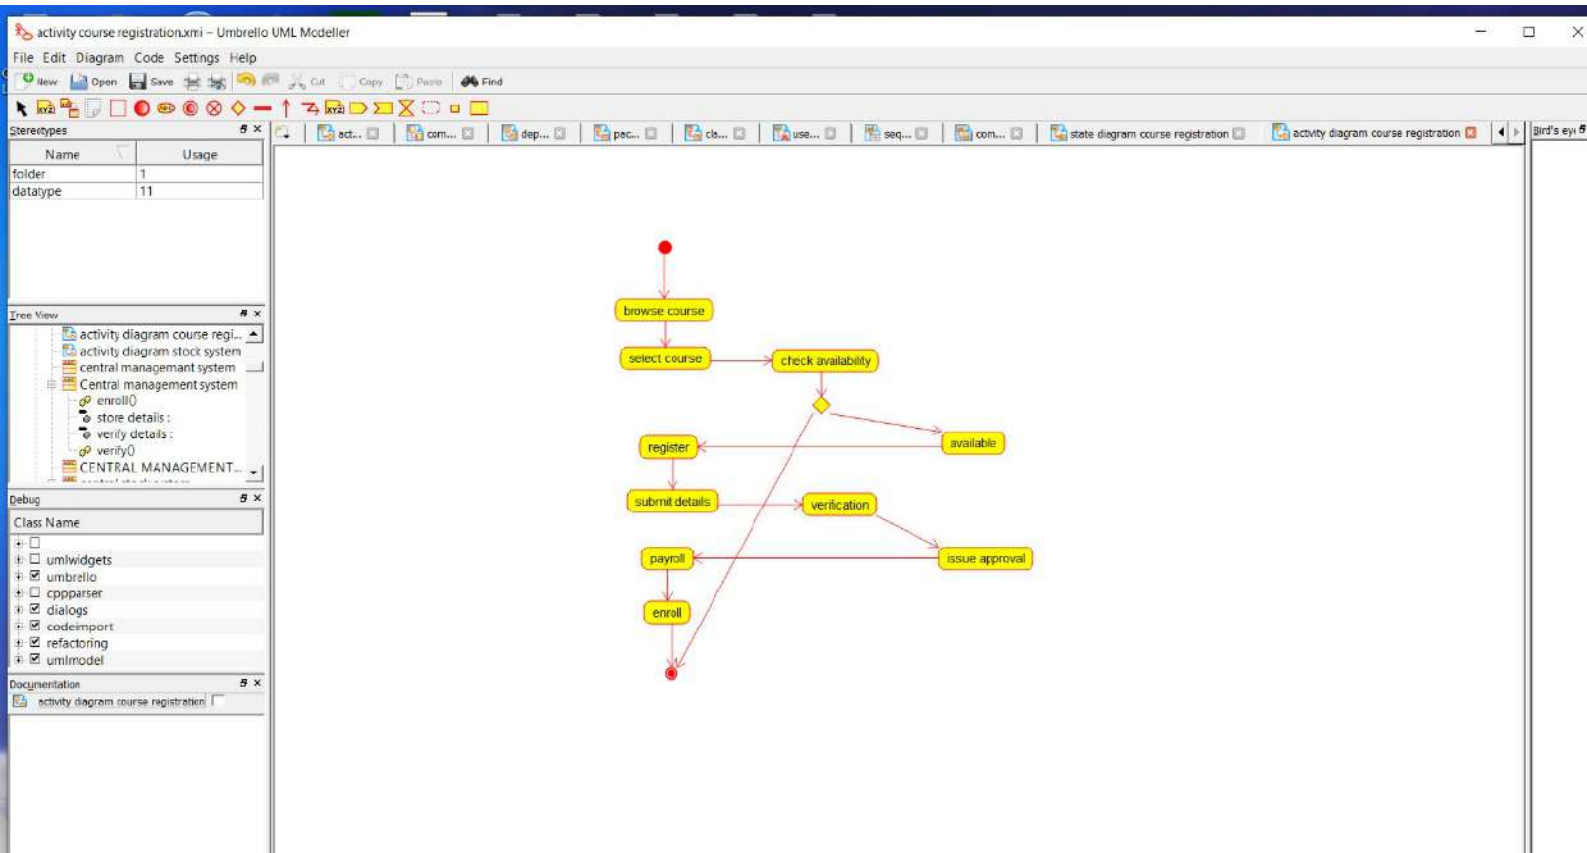 activity course registration.xmi – Umbrello UML Modeller
File Edit Diagram Code Settings Help
New Open Save Cut Copy Paste Find
Stereotypes
act... com... dep... pac... cla... use... seq... com... state diagram course registration activity diagram course registration
Bird's eye
Name Usage
folder 1
datatype 11
Tree View
activity diagram course regi...
activity diagram stock system
central managemant system
Central management system
enroll()
store details :
verify details :
verify()
CENTRAL MANAGEMENT...
Debug
Class Name
umlwidgets
umbrello
cppparser
dialogs
codeimport
refactoring
umlmodel
Documentation
activity diagram course registration
browse course
select course
check availability
available
register
submit details
verification
issue approval
payroll
enroll